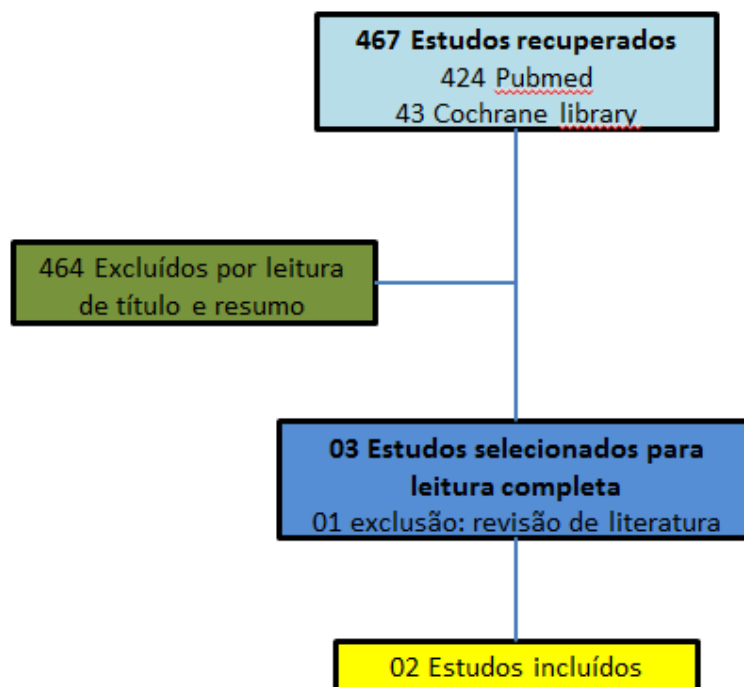 467 Estudos recuperados
424 Pubmed
43 Cochrane library
464 Excluídos por leitura
de título e resumo
03 Estudos selecionados para
leitura completa
01 exclusão: revisão de literatura
02 Estudos incluídos